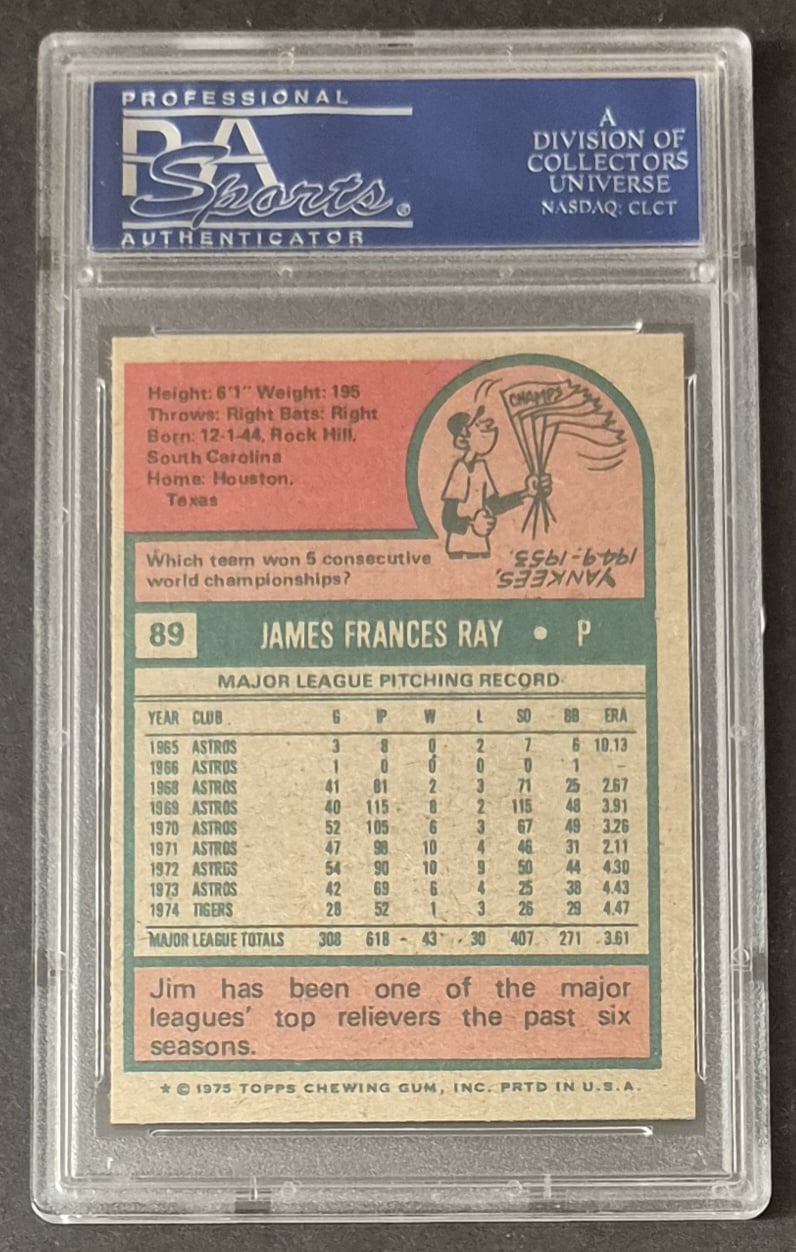 PROFESSIONAL
PSA
Sports®
AUTHENTICATOR
A
DIVISION OF
COLLECTORS
UNIVERSE
NASDAQ: CLCT
Height: 6'1" Weight: 195
Throws: Right Bats: Right
Born: 12-1-44, Rock Hill,
South Carolina
Home: Houston,
Texas
CHAMPS
Which team won 5 consecutive
world championships?
YANKEES,
1949-1953.
89 JAMES FRANCES RAY • P
MAJOR LEAGUE PITCHING RECORD
YEAR CLUB G IP W L SO BB ERA
1965 ASTROS 3 8 0 2 7 6 10.13
1966 ASTROS 1 0 0 0 0 1 –
1968 ASTROS 41 81 2 3 71 25 2.67
1969 ASTROS 40 115 8 2 115 48 3.91
1970 ASTROS 52 105 6 3 67 49 3.26
1971 ASTROS 47 98 10 4 46 31 2.11
1972 ASTROS 54 90 10 9 50 44 4.30
1973 ASTROS 42 69 6 4 25 38 4.43
1974 TIGERS 28 52 1 3 26 29 4.47
MAJOR LEAGUE TOTALS 308 618 43 30 407 271 3.61
Jim has been one of the major
leagues' top relievers the past six
seasons.
★ © 1975 TOPPS CHEWING GUM, INC. PRTD IN U.S.A.